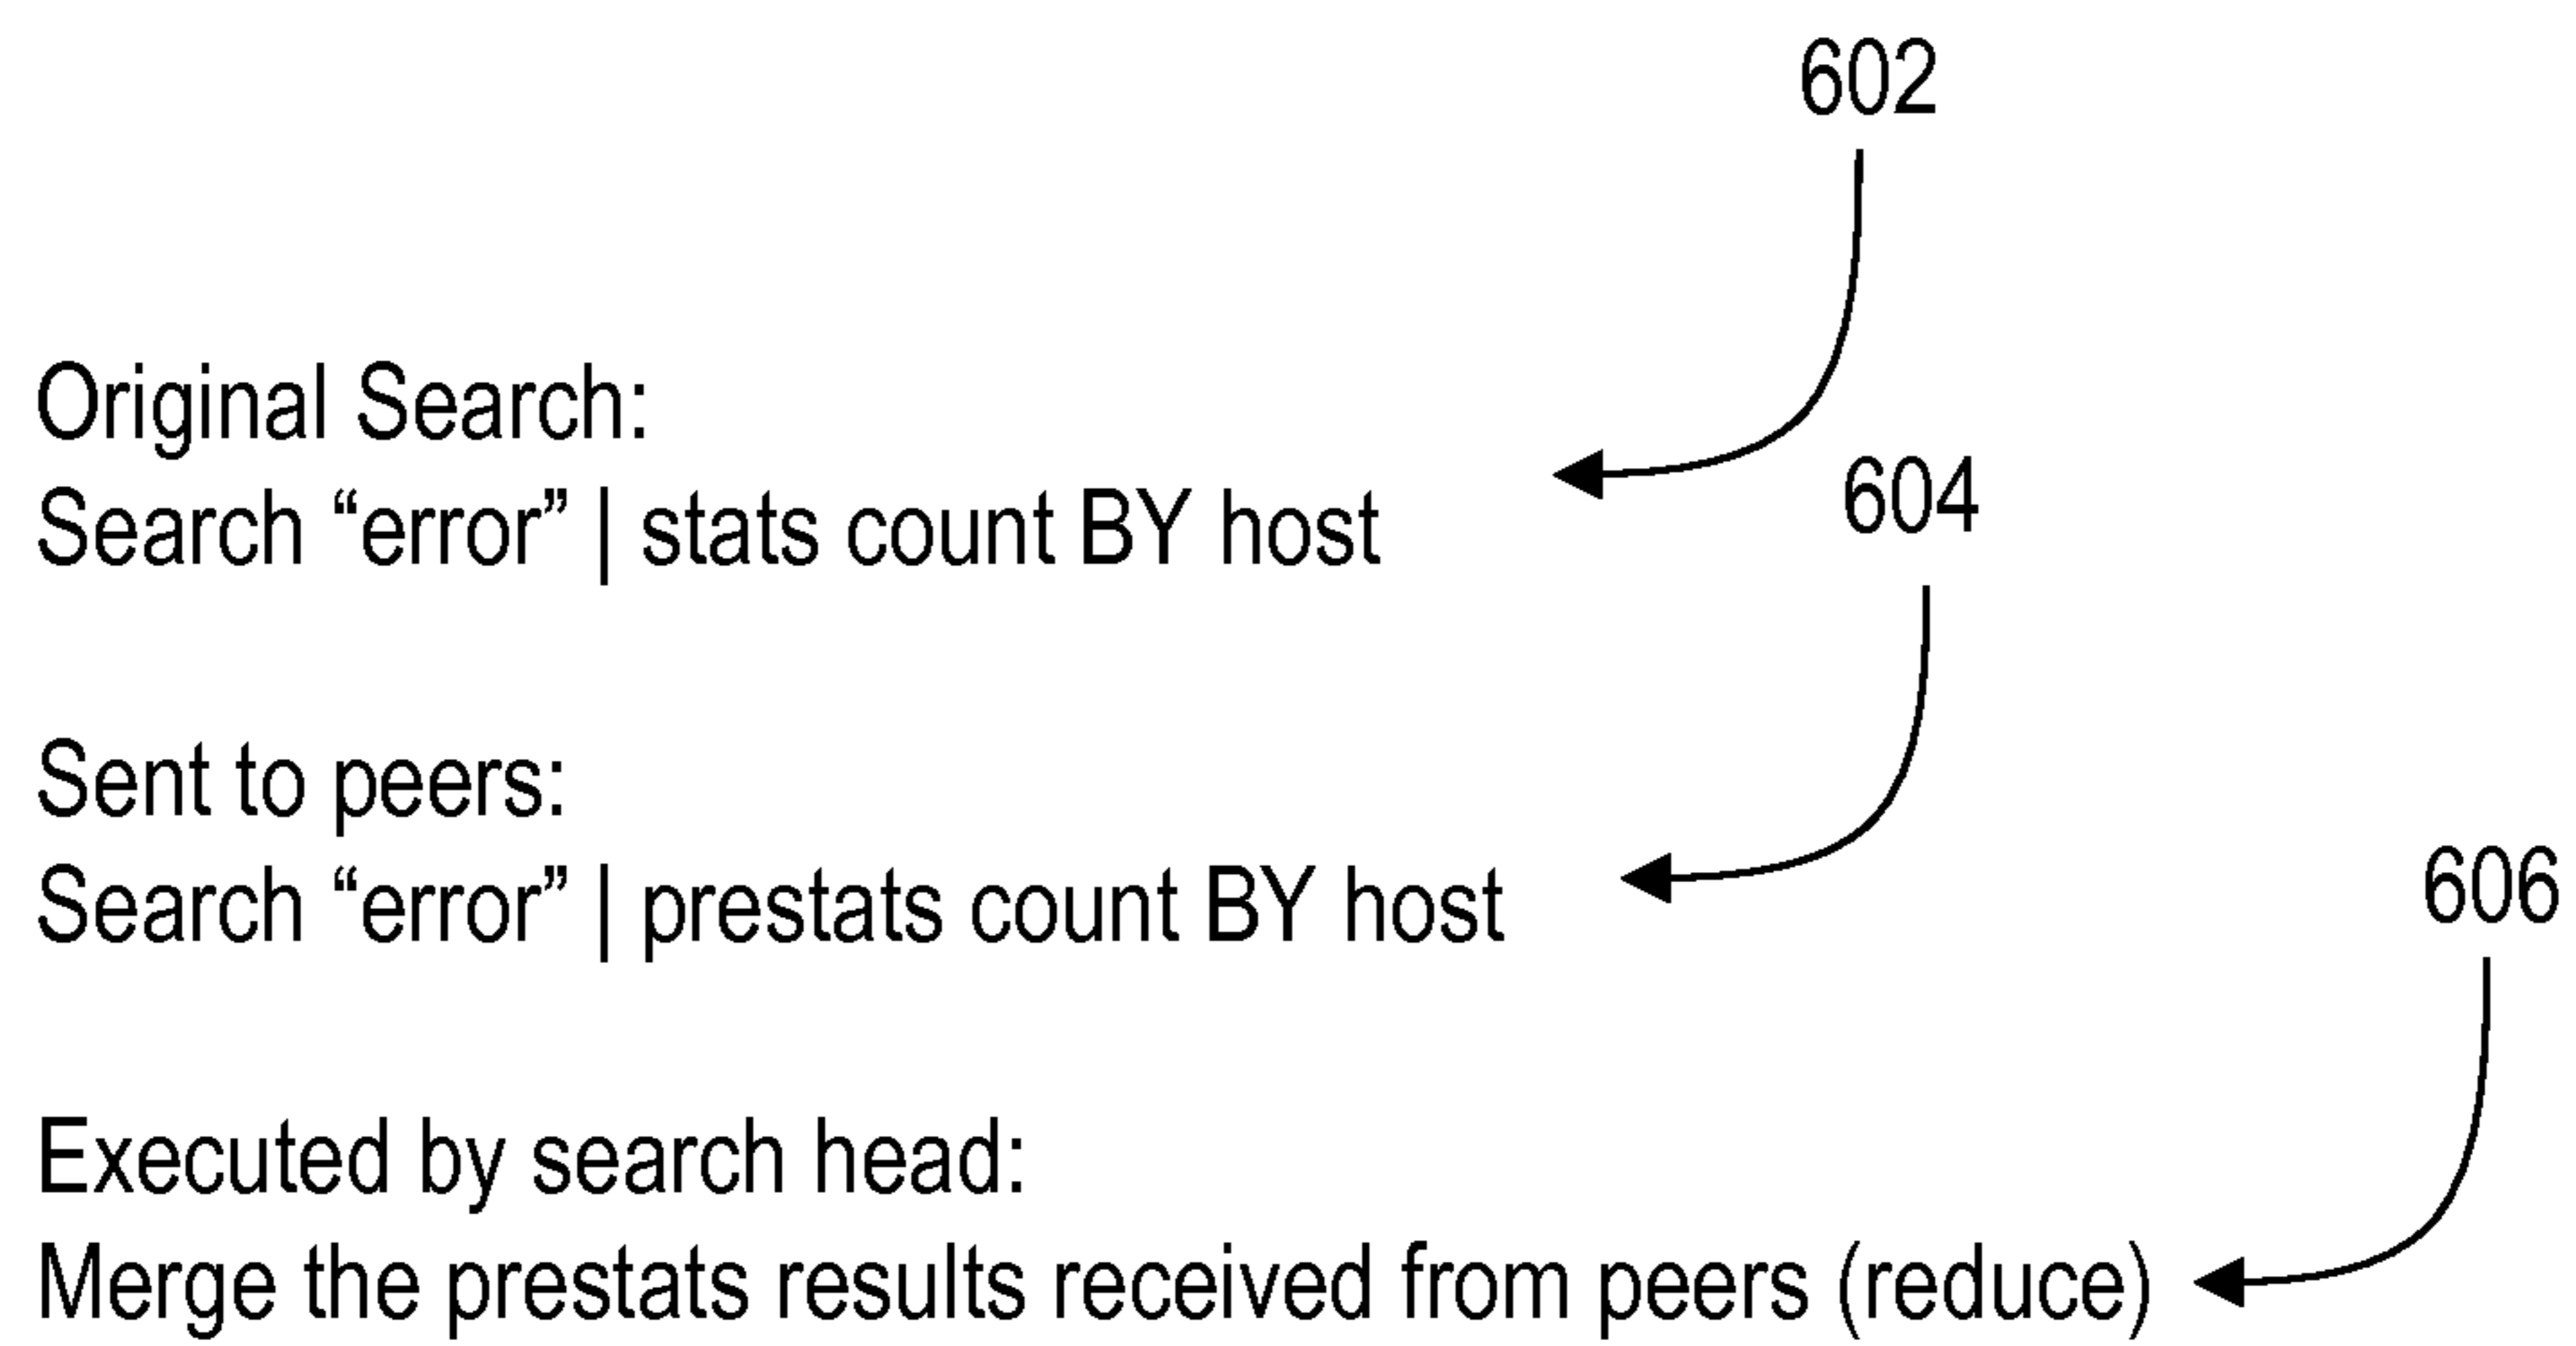 602
Original Search:
Search “error” | stats count BY host
604
Sent to peers:
Search “error” | prestats count BY host
606
Executed by search head:
Merge the prestats results received from peers (reduce)